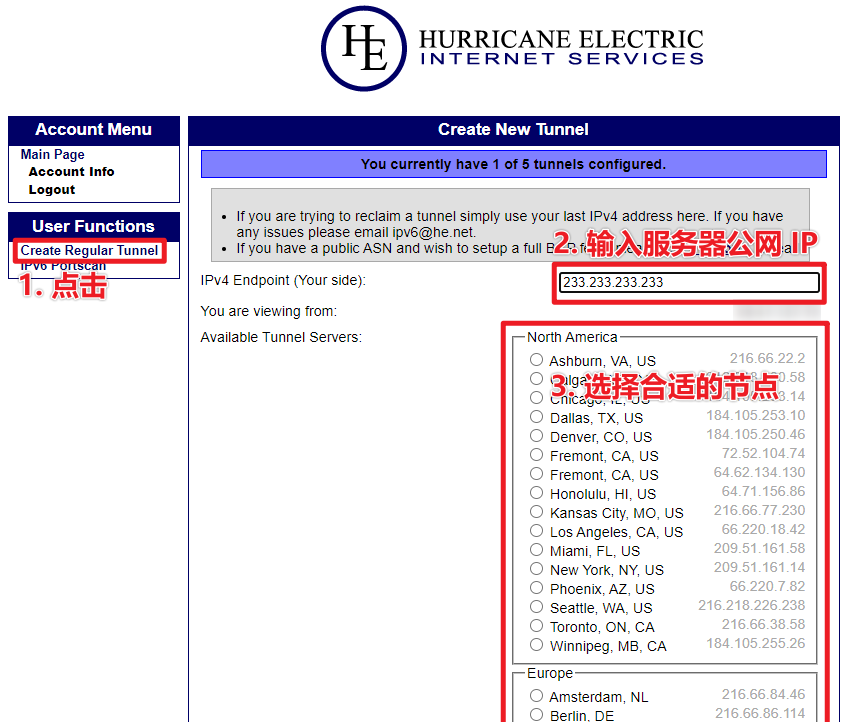 HE HURRICANE ELECTRIC
INTERNET SERVICES
Account Menu
Main Page
Account Info
Logout
User Functions
Create Regular Tunnel
IPv6 Portscan
1. 点击
Create New Tunnel
You currently have 1 of 5 tunnels configured.
If you are trying to reclaim a tunnel simply use your last IPv4 address here. If you have
any issues please email ipv6@he.net.
If you have a public ASN and wish to setup a full
2. 输入服务器公网 IP
IPv4 Endpoint (Your side):
233.233.233.233
You are viewing from:
Available Tunnel Servers:
North America
Ashburn, VA, US 216.66.22.2
3. 选择合适的节点
Chicago, IL, US
Dallas, TX, US 184.105.253.10
Denver, CO, US 184.105.250.46
Fremont, CA, US 72.52.104.74
Fremont, CA, US 64.62.134.130
Honolulu, HI, US 64.71.156.86
Kansas City, MO, US 216.66.77.230
Los Angeles, CA, US 66.220.18.42
Miami, FL, US 209.51.161.58
New York, NY, US 209.51.161.14
Phoenix, AZ, US 66.220.7.82
Seattle, WA, US 216.218.226.238
Toronto, ON, CA 216.66.38.58
Winnipeg, MB, CA 184.105.255.26
Europe
Amsterdam, NL 216.66.84.46
Berlin, DE 216.66.86.114